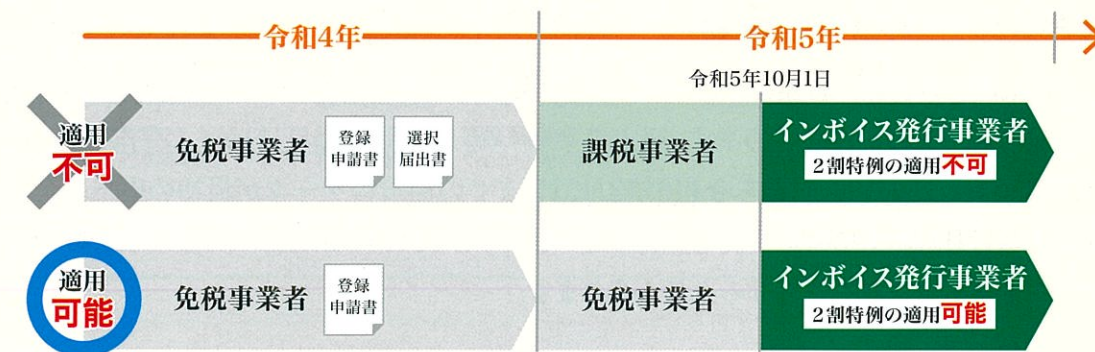 令和4年
令和5年
令和5年10月1日
適用
不可
免税事業者
登録
申請書
選択
届出書
課税事業者
インボイス発行事業者
2割特例の適用不可
適用
可能
免税事業者
登録
申請書
免税事業者
インボイス発行事業者
2割特例の適用可能